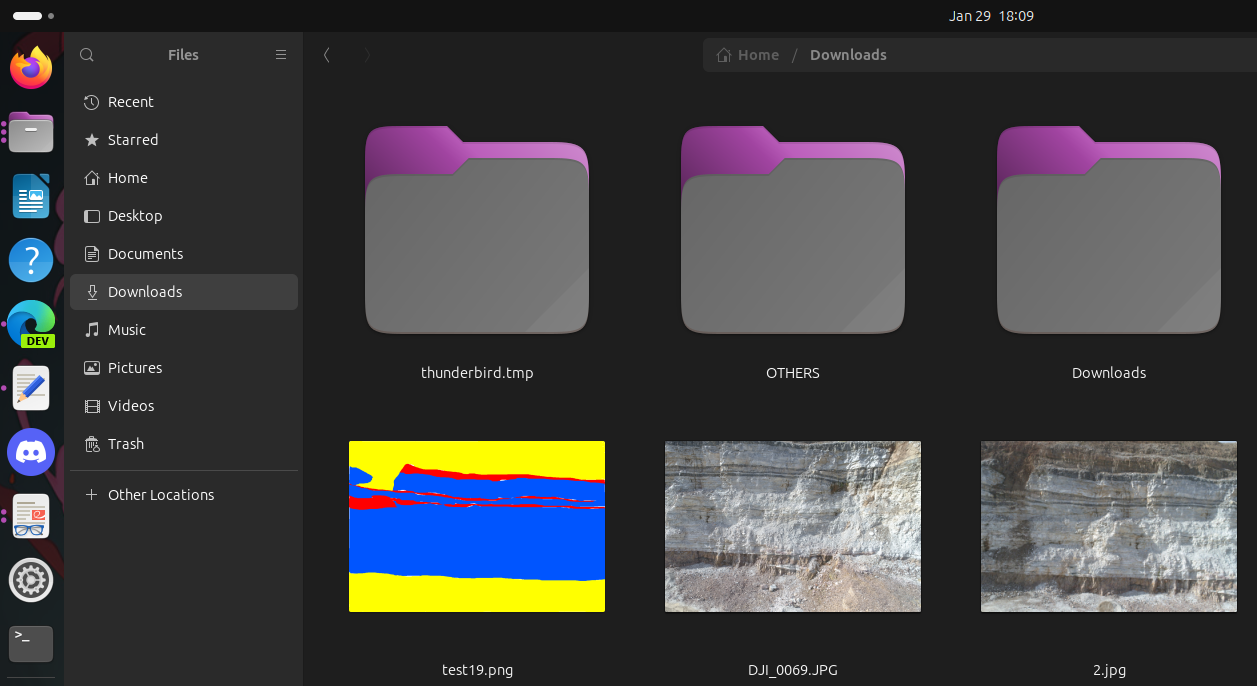 Jan 29 18:09
Files
Home / Downloads
Recent
Starred
Home
Desktop
Documents
Downloads
Music
Pictures
Videos
Trash
+ Other Locations
thunderbird.tmp
OTHERS
Downloads
test19.png
DJI_0069.JPG
2.jpg
?
DEV
>_